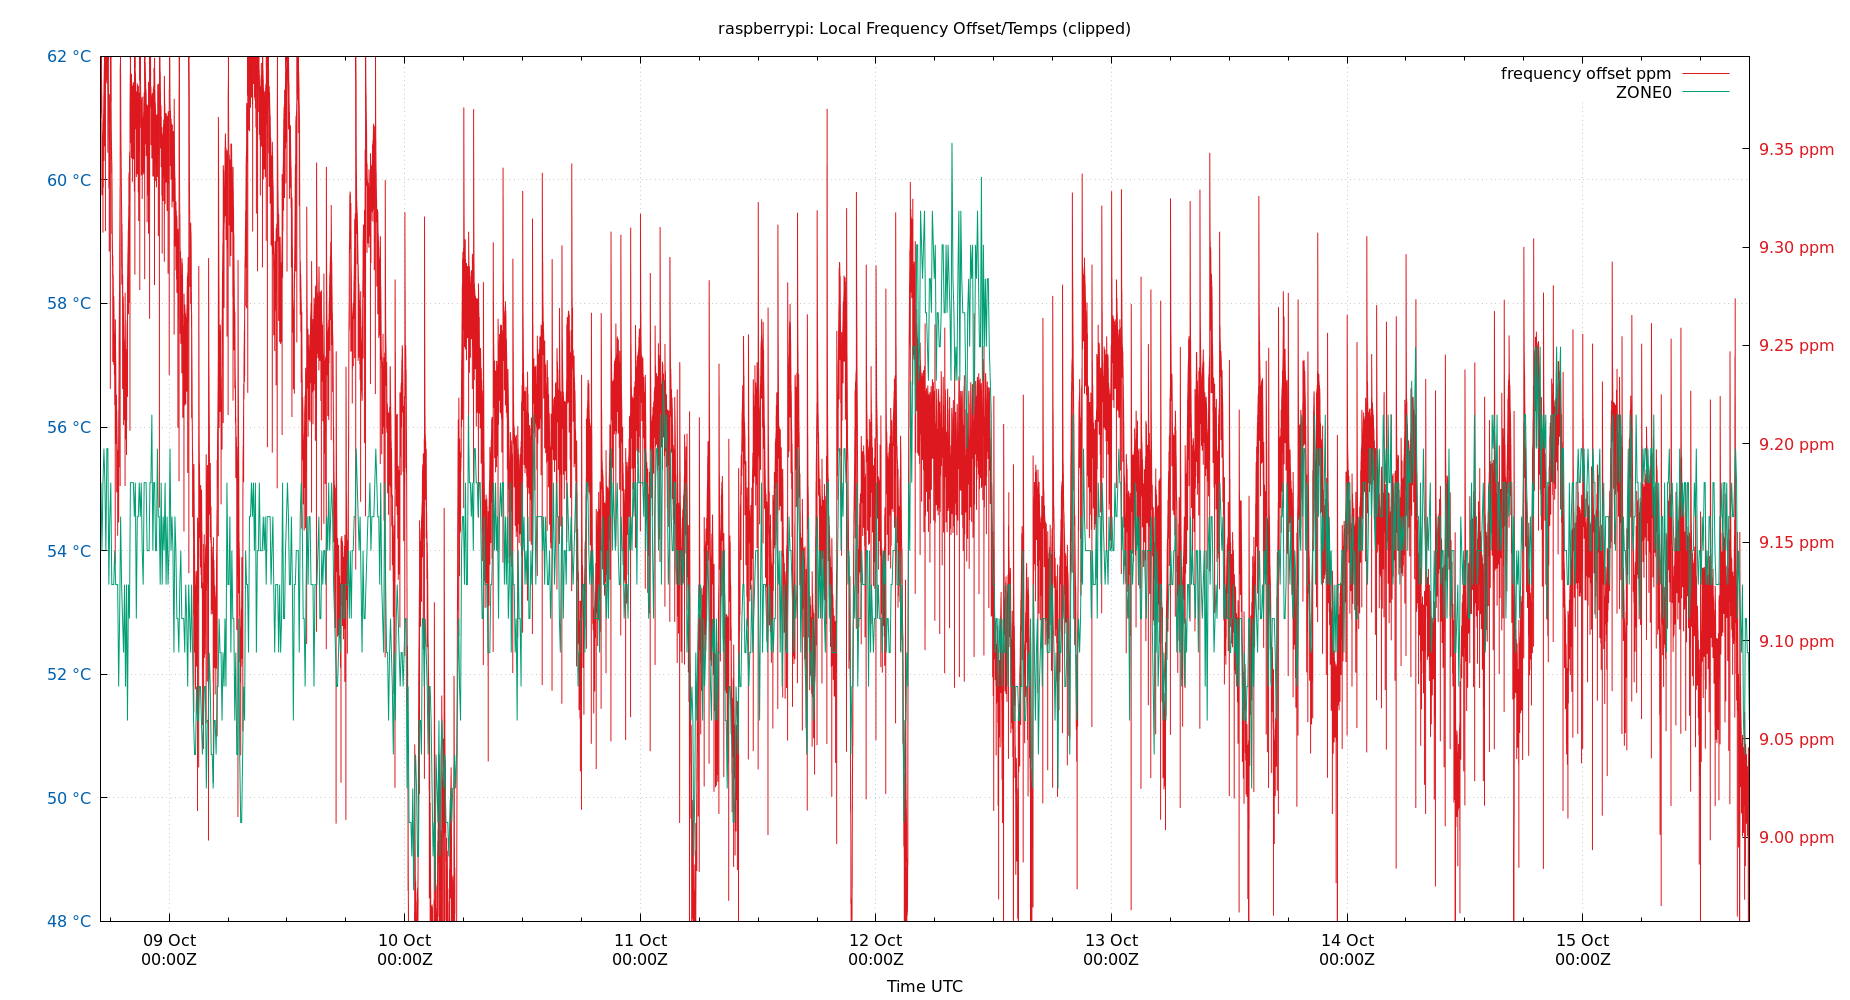 raspberrypi: Local Frequency Offset/Temps (clipped)
62 °C
60 °C
58 °C
56 °C
54 °C
52 °C
50 °C
48 °C
frequency offset ppm
ZONE0
9.35 ppm
9.30 ppm
9.25 ppm
9.20 ppm
9.15 ppm
9.10 ppm
9.05 ppm
9.00 ppm
09 Oct
00:00Z
10 Oct
00:00Z
11 Oct
00:00Z
12 Oct
00:00Z
13 Oct
00:00Z
14 Oct
00:00Z
15 Oct
00:00Z
Time UTC